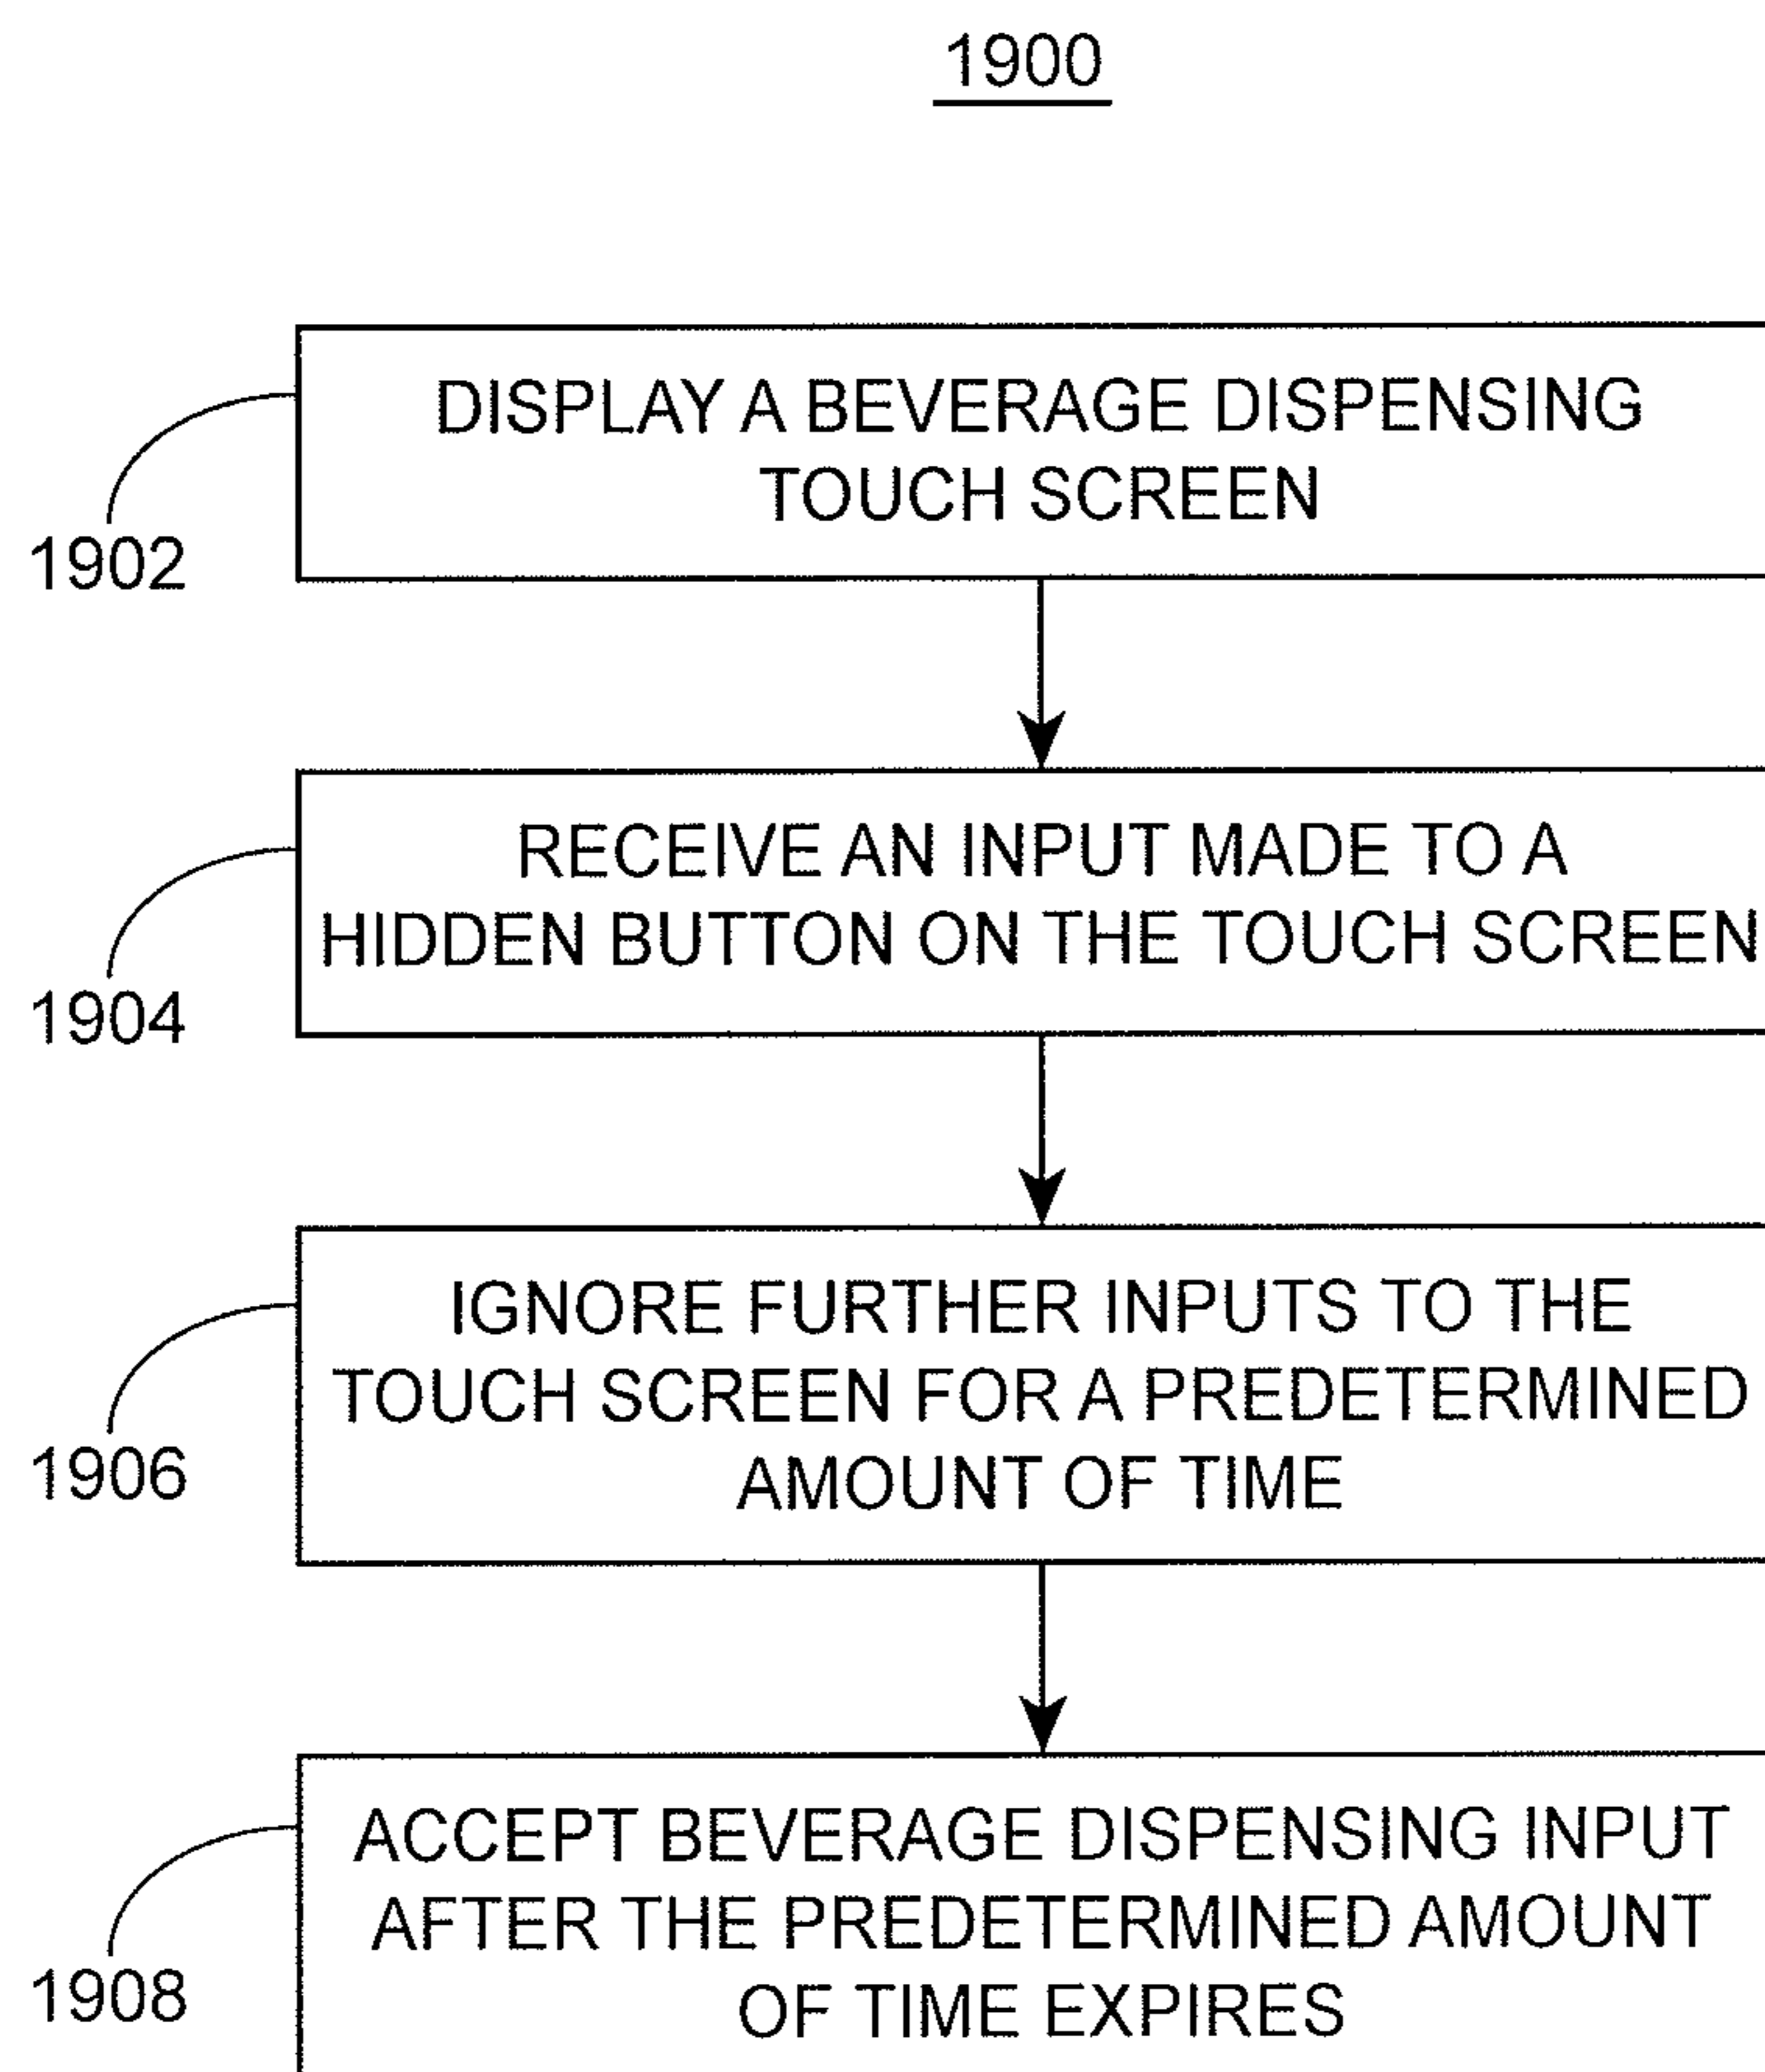 1900
DISPLAY A BEVERAGE DISPENSING
TOUCH SCREEN
1902
RECEIVE AN INPUT MADE TO A
HIDDEN BUTTON ON THE TOUCH SCREEN
1904
IGNORE FURTHER INPUTS TO THE
TOUCH SCREEN FOR A PREDETERMINED
AMOUNT OF TIME
1906
ACCEPT BEVERAGE DISPENSING INPUT
AFTER THE PREDETERMINED AMOUNT
OF TIME EXPIRES
1908